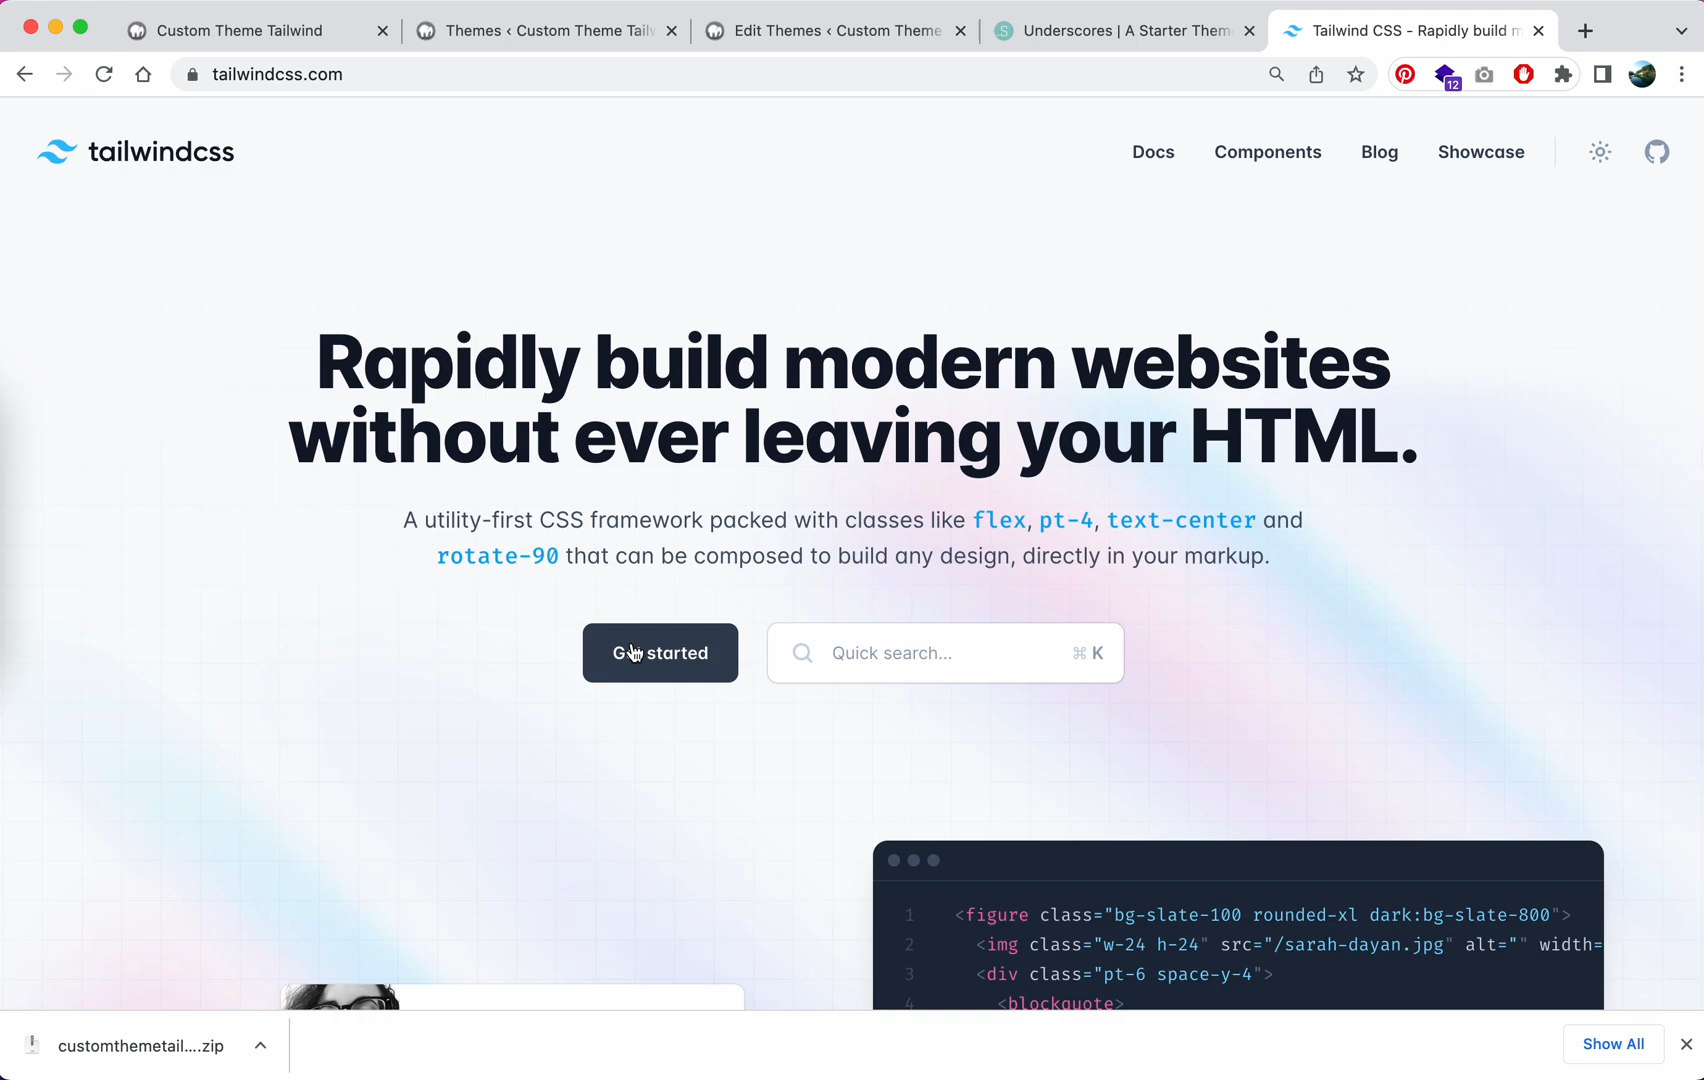 Custom Theme Tailwind
Themes ‹ Custom Theme Tail
Edit Themes ‹ Custom Theme
Underscores | A Starter Them
Tailwind CSS - Rapidly build m
tailwindcss.com
12
tailwindcss
Docs
Components
Blog
Showcase
Rapidly build modern websites
without ever leaving your HTML.
A utility-first CSS framework packed with classes like flex, pt-4, text-center and
rotate-90 that can be composed to build any design, directly in your markup.
started
Quick search...
⌘ K
1 <figure class="bg-slate-100 rounded-xl dark:bg-slate-800">
2 <img class="w-24 h-24" src="/sarah-dayan.jpg" alt="" width=
3 <div class="pt-6 space-y-4">
4 <blockquote>
customthemetail....zip
Show All